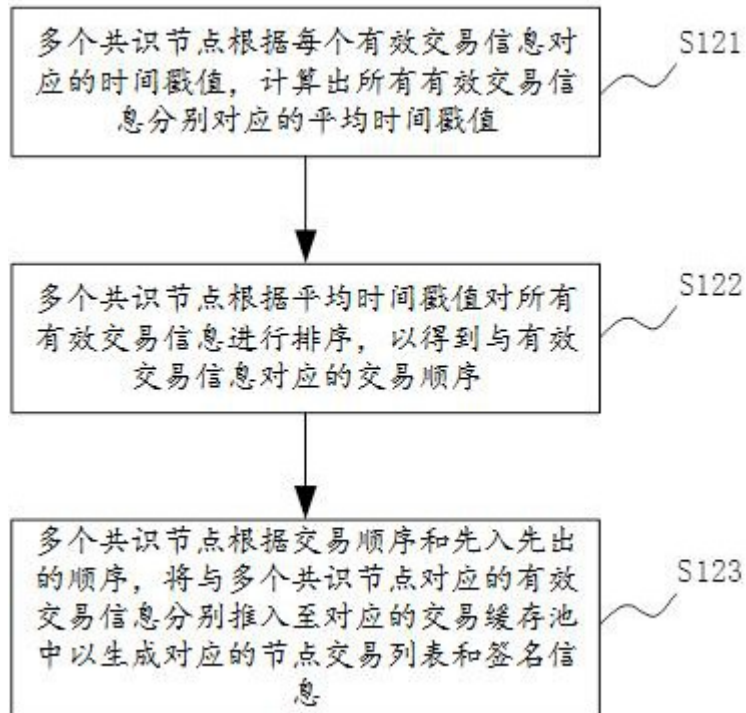 多个共识节点根据每个有效交易信息对
应的时间戳值，计算出所有有效交易信
息分别对应的平均时间戳值
S121
多个共识节点根据平均时间戳值对所有
有效交易信息进行排序，以得到与有效
交易信息对应的交易顺序
S122
多个共识节点根据交易顺序和先入先出
的顺序，将与多个共识节点对应的有效
交易信息分别推入至对应的交易缓存池
中以生成对应的节点交易列表和签名信
息
S123